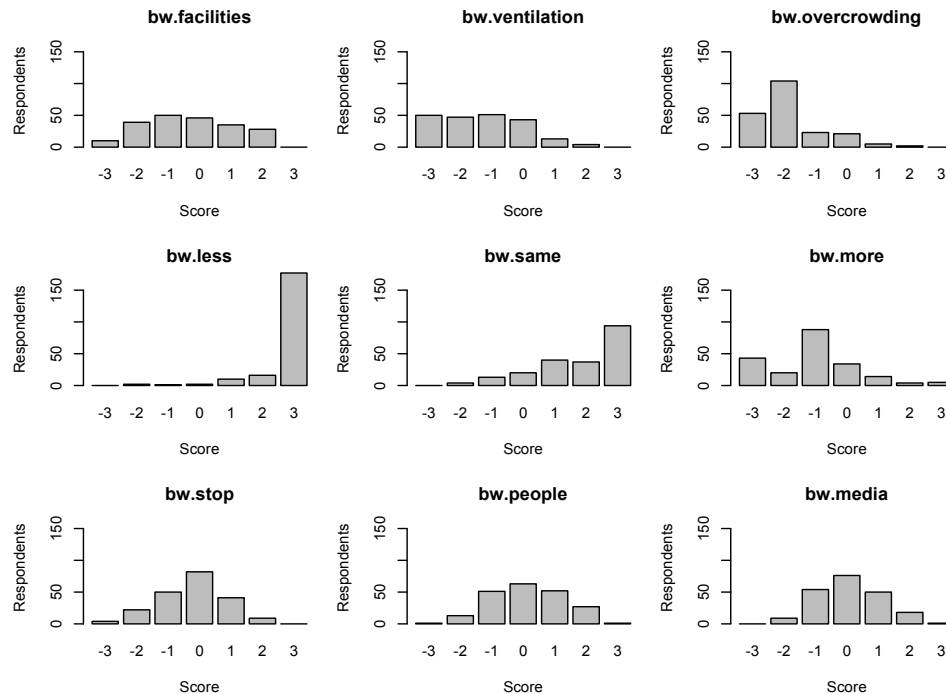 bw.facilities bw.ventilation bw.overcrowding
Respondents Respondents Respondents
150 150 150
50 50 50
0 0 0
-3 -2 -1 0 1 2 3 -3 -2 -1 0 1 2 3 -3 -2 -1 0 1 2 3
Score Score Score
bw.less bw.same bw.more
Respondents Respondents Respondents
150 150 150
50 50 50
0 0 0
-3 -2 -1 0 1 2 3 -3 -2 -1 0 1 2 3 -3 -2 -1 0 1 2 3
Score Score Score
bw.stop bw.people bw.media
Respondents Respondents Respondents
150 150 150
50 50 50
0 0 0
-3 -2 -1 0 1 2 3 -3 -2 -1 0 1 2 3 -3 -2 -1 0 1 2 3
Score Score Score